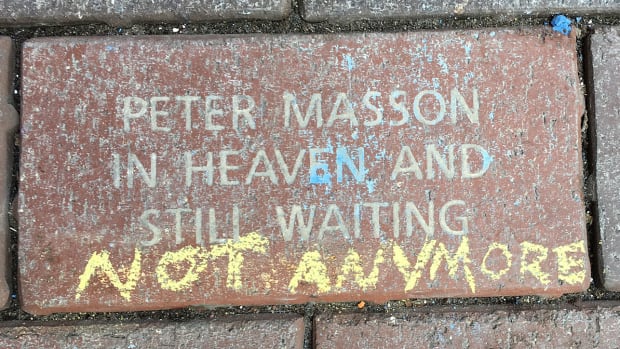 PETER MASSON
IN HEAVEN AND
STILL WAITING
NOT ANYMORE